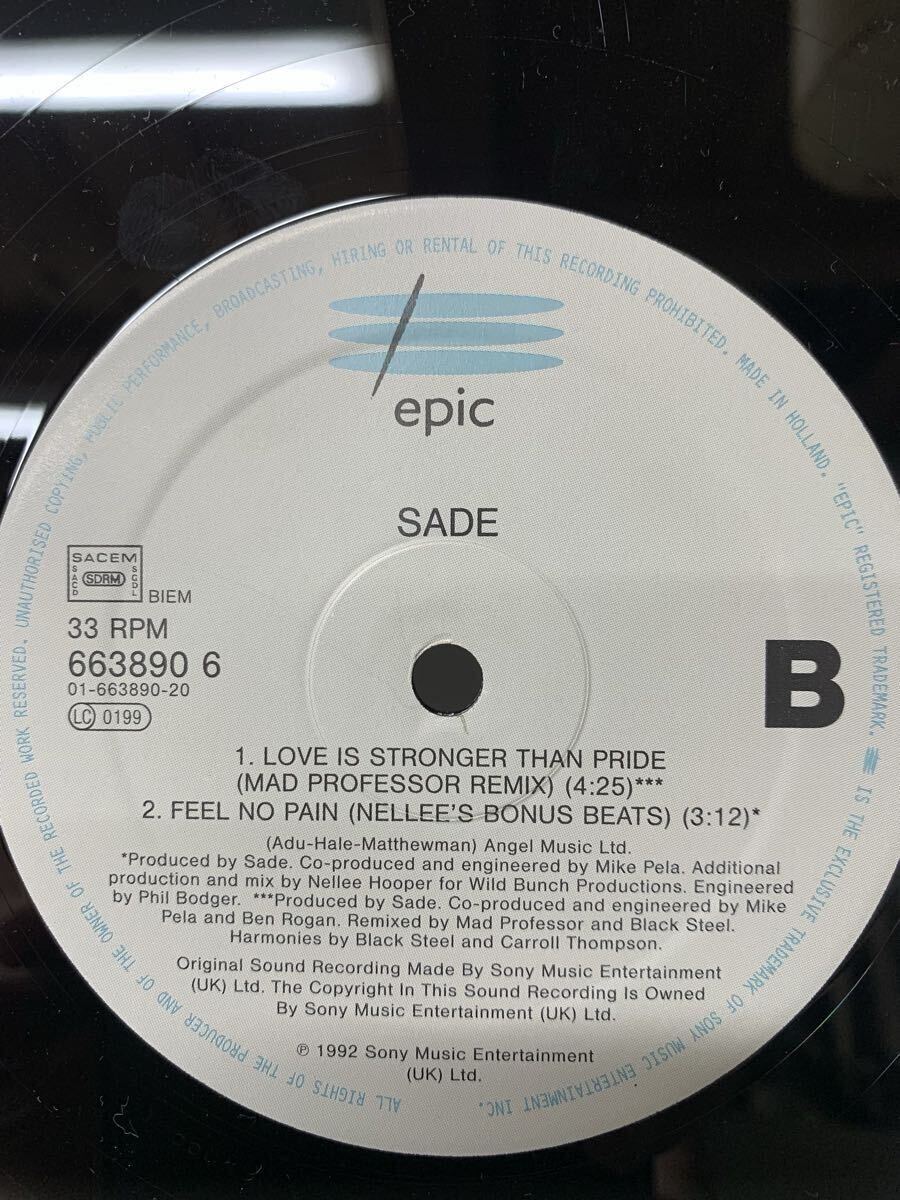 ALL RIGHTS OF THE PRODUCER AND OF THE OWNER OF THE RECORDED WORK RESERVED. UNAUTHORISED COPYING, PUBLIC PERFORMANCE, BROADCASTING, HIRING OR RENTAL OF THIS RECORDING PROHIBITED. MADE IN HOLLAND. "EPIC" REGISTERED TRADEMARK. IS THE EXCLUSIVE TRADEMARK OF SONY MUSIC ENTERTAINMENT INC.
epic
SADE
SACEM
SACD
SDRM
SGDL
BIEM
33 RPM
663890 6
01-663890-20
LC 0199
B
1. LOVE IS STRONGER THAN PRIDE
(MAD PROFESSOR REMIX) (4:25)***
2. FEEL NO PAIN (NELLEE'S BONUS BEATS) (3:12)*
(Adu-Hale-Matthewman) Angel Music Ltd.
*Produced by Sade. Co-produced and engineered by Mike Pela. Additional
production and mix by Nellee Hooper for Wild Bunch Productions. Engineered
by Phil Bodger. ***Produced by Sade. Co-produced and engineered by Mike
Pela and Ben Rogan. Remixed by Mad Professor and Black Steel.
Harmonies by Black Steel and Carroll Thompson.
Original Sound Recording Made By Sony Music Entertainment
(UK) Ltd. The Copyright In This Sound Recording Is Owned
By Sony Music Entertainment (UK) Ltd.
℗ 1992 Sony Music Entertainment
(UK) Ltd.